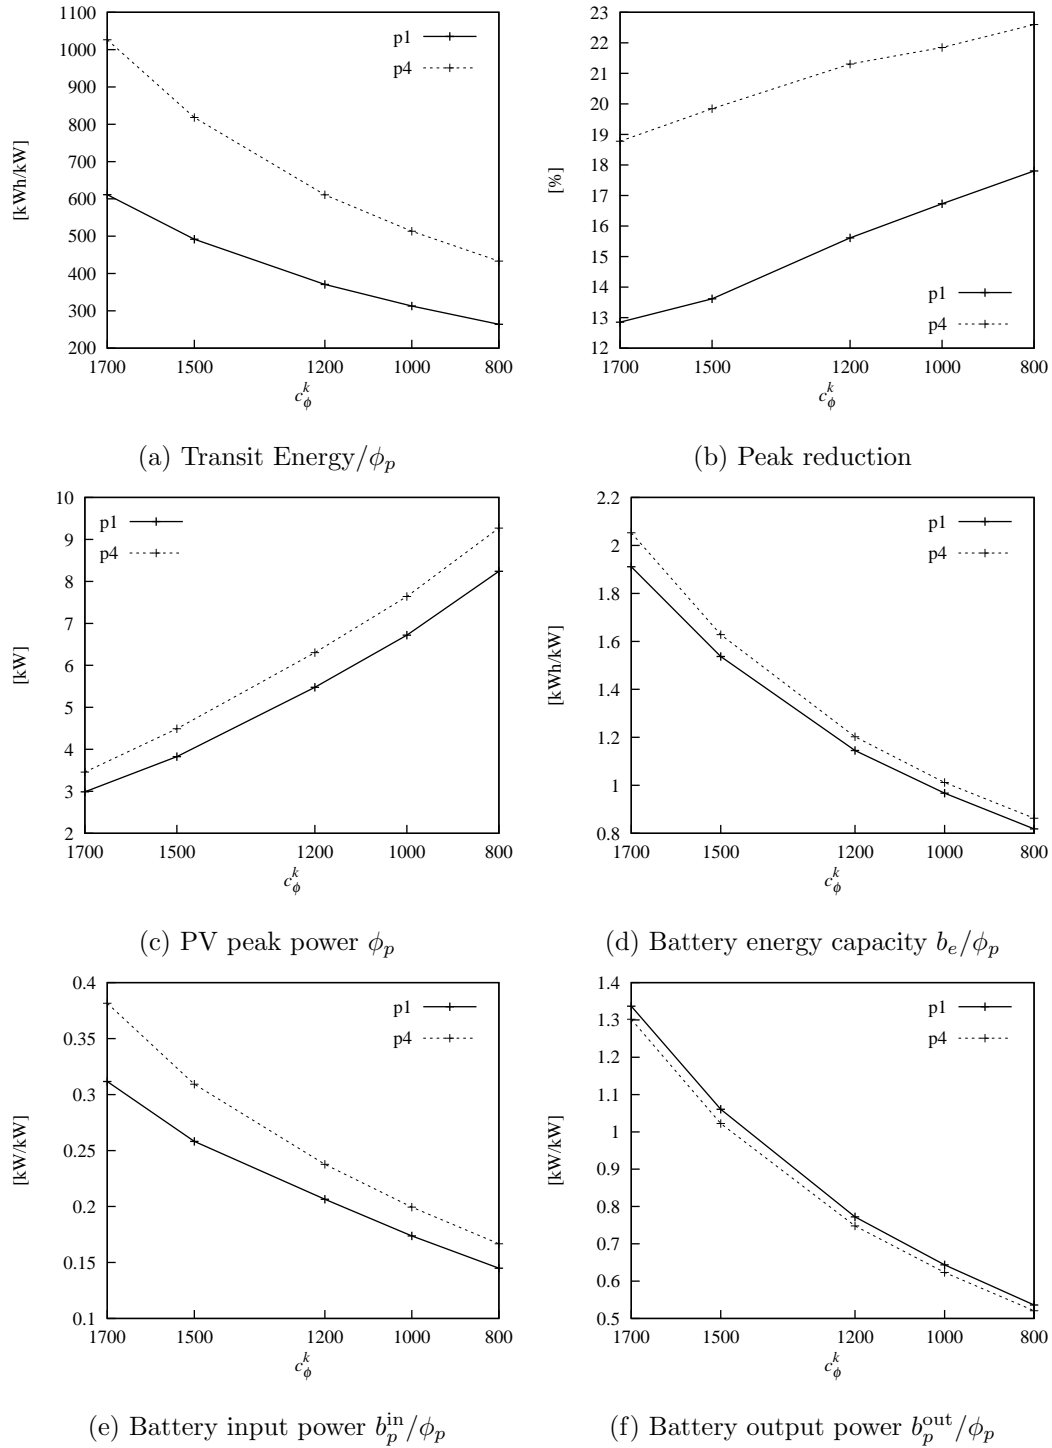 1100
1000
900
800
700
600
500
400
300
200
[kWh/kW]
p1
p4
1700 1500 1200 1000 800
c_ϕ^k
(a) Transit Energy/ϕ_p
23
22
21
20
19
18
17
16
15
14
13
12
[%]
p1
p4
1700 1500 1200 1000 800
c_ϕ^k
(b) Peak reduction
10
9
8
7
6
5
4
3
2
[kW]
p1
p4
1700 1500 1200 1000 800
c_ϕ^k
(c) PV peak power ϕ_p
2.2
2
1.8
1.6
1.4
1.2
1
0.8
[kWh/kW]
p1
p4
1700 1500 1200 1000 800
c_ϕ^k
(d) Battery energy capacity b_e/ϕ_p
0.4
0.35
0.3
0.25
0.2
0.15
0.1
[kW/kW]
p1
p4
1700 1500 1200 1000 800
c_ϕ^k
(e) Battery input power b_p^in/ϕ_p
1.4
1.3
1.2
1.1
1
0.9
0.8
0.7
0.6
0.5
[kW/kW]
p1
p4
1700 1500 1200 1000 800
c_ϕ^k
(f) Battery output power b_p^out/ϕ_p